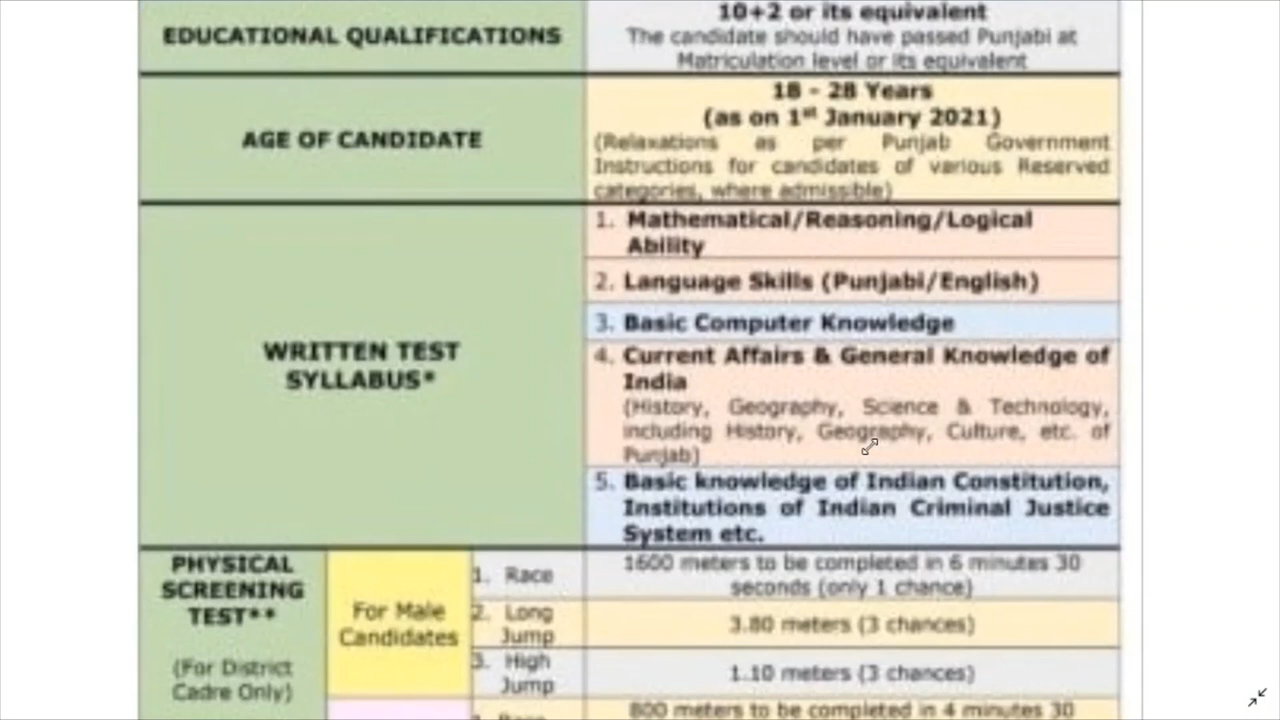 EDUCATIONAL QUALIFICATIONS
10+2 or its equivalent
The candidate should have passed Punjabi at
Matriculation level or its equivalent
AGE OF CANDIDATE
18 - 28 Years
(as on 1st January 2021)
(Relaxations as per Punjab Government
Instructions for candidates of various Reserved
categories, where admissible)
WRITTEN TEST
SYLLABUS*
1. Mathematical/Reasoning/Logical
Ability
2. Language Skills (Punjabi/English)
3. Basic Computer Knowledge
4. Current Affairs & General Knowledge of
India
(History, Geography, Science & Technology,
including History, Geography, Culture, etc. of
Punjab)
5. Basic knowledge of Indian Constitution,
Institutions of Indian Criminal Justice
System etc.
PHYSICAL
SCREENING
TEST**
(For District
Cadre Only)
For Male
Candidates
1. Race
1600 meters to be completed in 6 minutes 30
seconds (only 1 chance)
2. Long
Jump
3.80 meters (3 chances)
3. High
Jump
1.10 meters (3 chances)
1. Race
800 meters to be completed in 4 minutes 30